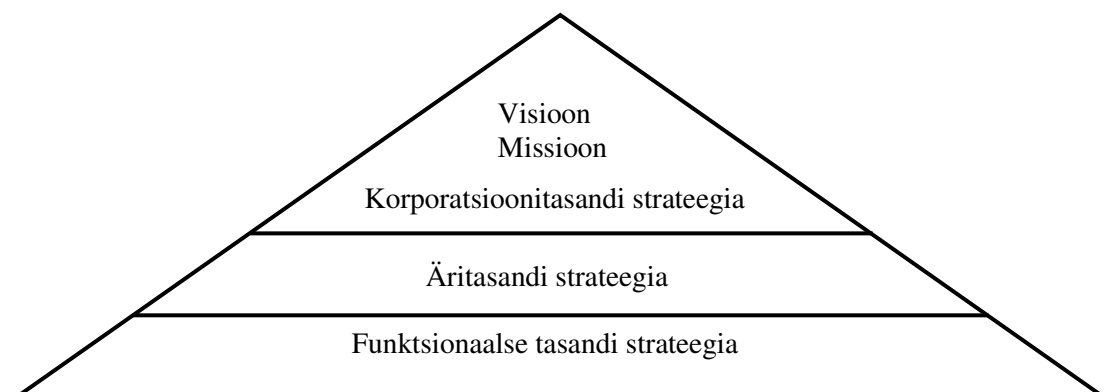 Visioon
Missioon
Korporatsioonitasandi strateegia
Äritasandi strateegia
Funktsionaalse tasandi strateegia